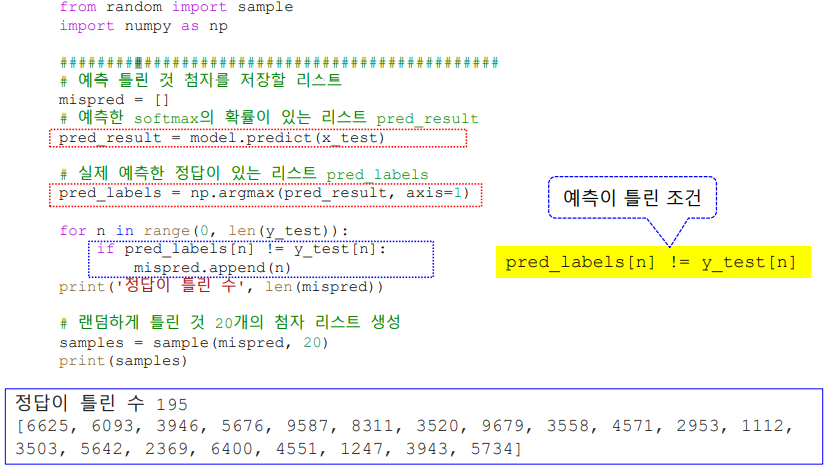 from random import sample
import numpy as np
###############################################
# 예측 틀린 것 첨자를 저장할 리스트
mispred = []
# 예측한 softmax의 확률이 있는 리스트 pred_result
pred_result = model.predict(x_test)
# 실제 예측한 정답이 있는 리스트 pred_labels
pred_labels = np.argmax(pred_result, axis=1)
for n in range(0, len(y_test)):
    if pred_labels[n] != y_test[n]:
        mispred.append(n)
print('정답이 틀린 수', len(mispred))
# 랜덤하게 틀린 것 20개의 첨자 리스트 생성
samples = sample(mispred, 20)
print(samples)
예측이 틀린 조건
pred_labels[n] != y_test[n]
정답이 틀린 수 195
[6625, 6093, 3946, 5676, 9587, 8311, 3520, 9679, 3558, 4571, 2953, 1112,
3503, 5642, 2369, 6400, 4551, 1247, 3943, 5734]